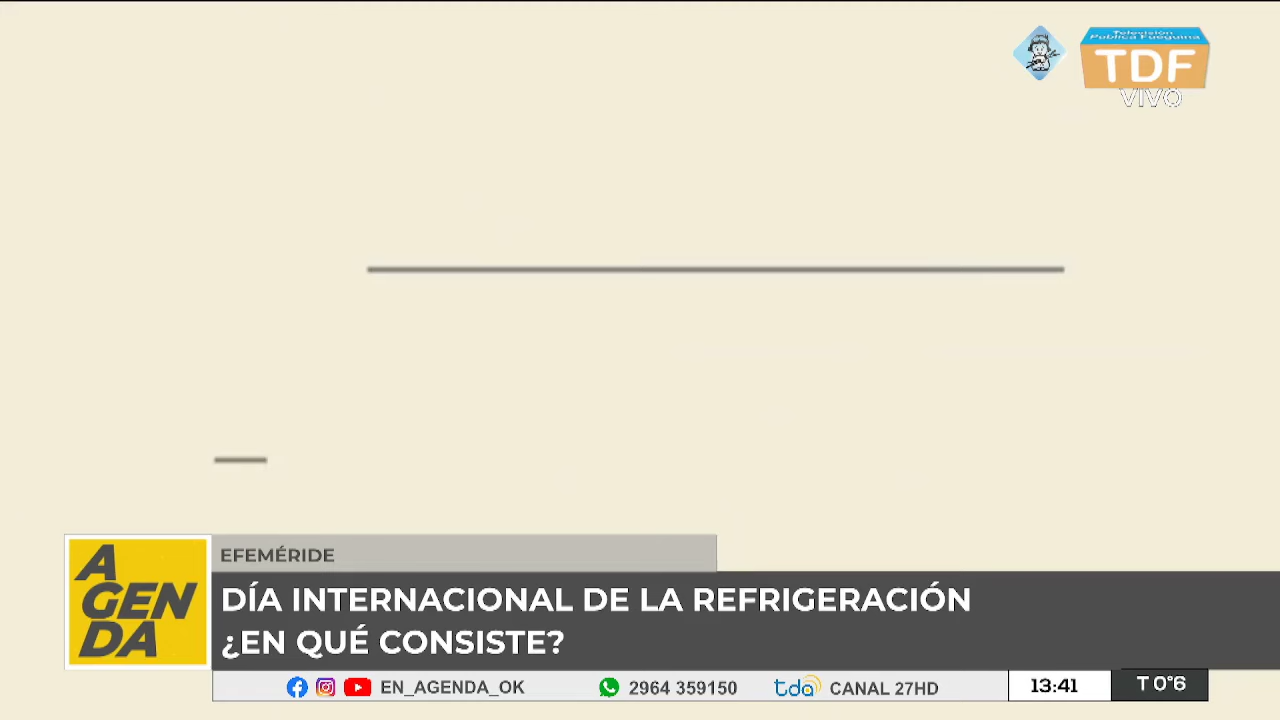 Televisión
Pública Fueguina
TDF
VIVO
EFEMÉRIDE
A
GEN
DA
DÍA INTERNACIONAL DE LA REFRIGERACIÓN
¿EN QUÉ CONSISTE?
EN_AGENDA_OK 2964 359150 tda CANAL 27HD 13:41 T 0°6